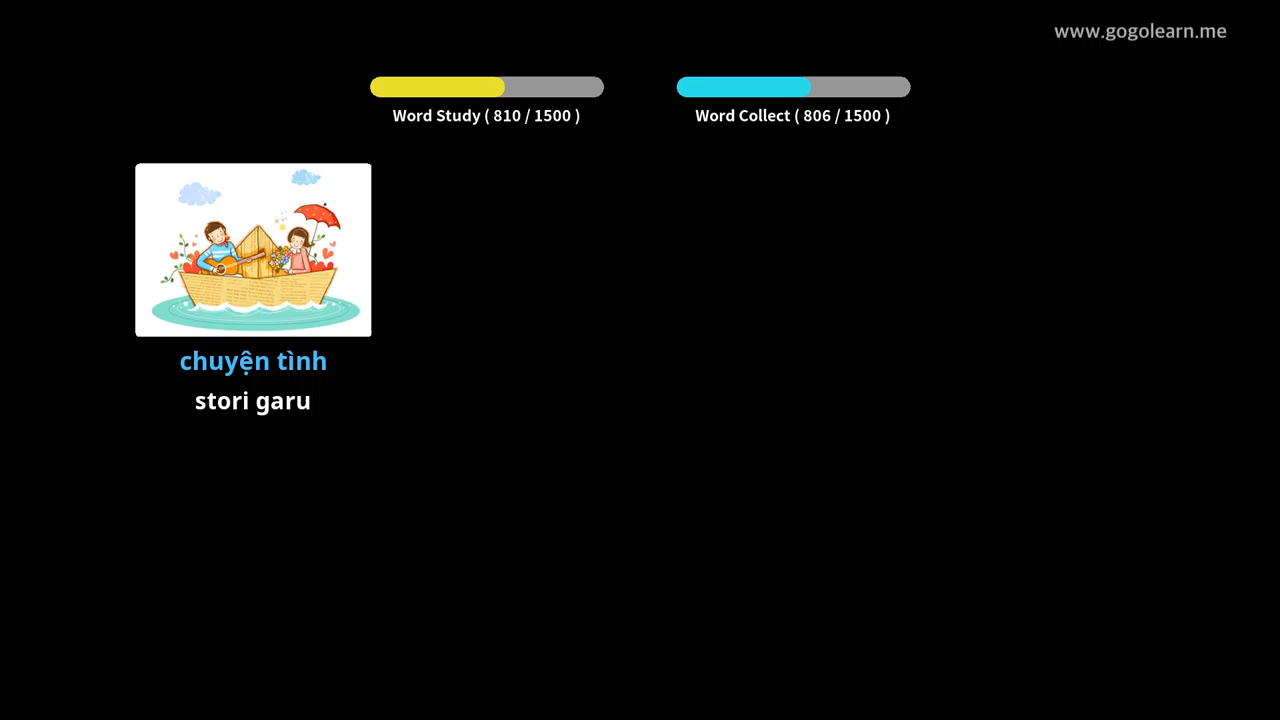 www.gogolearn.me
Word Study ( 810 / 1500 )
Word Collect ( 806 / 1500 )
chuyện tình
stori garu